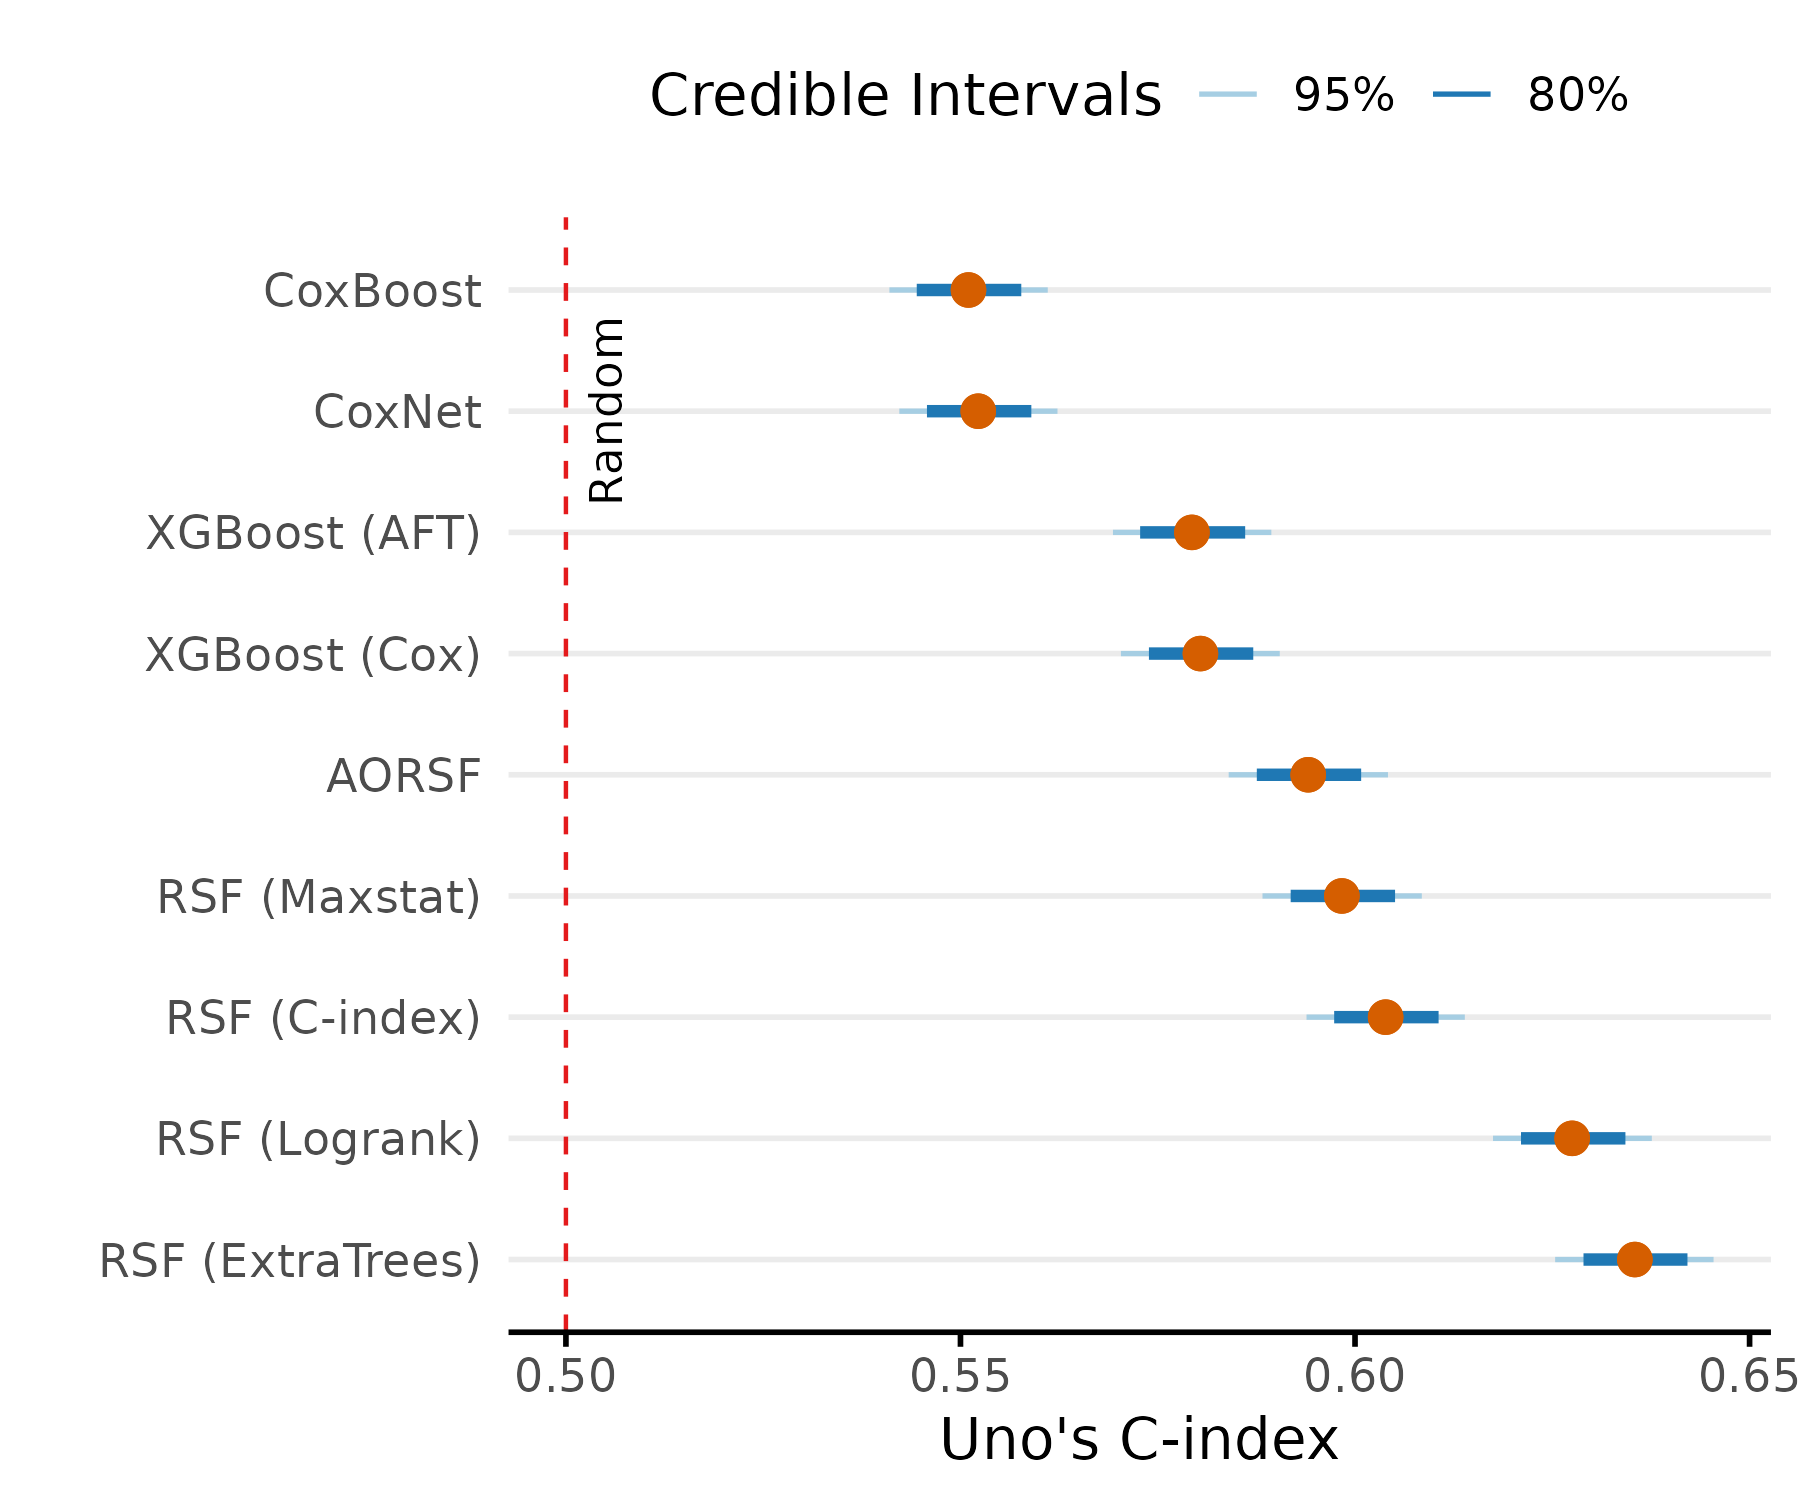 Credible Intervals 95% 80%
CoxBoost
Random
CoxNet
XGBoost (AFT)
XGBoost (Cox)
AORSF
RSF (Maxstat)
RSF (C-index)
RSF (Logrank)
RSF (ExtraTrees)
0.50 0.55 0.60 0.65
Uno's C-index